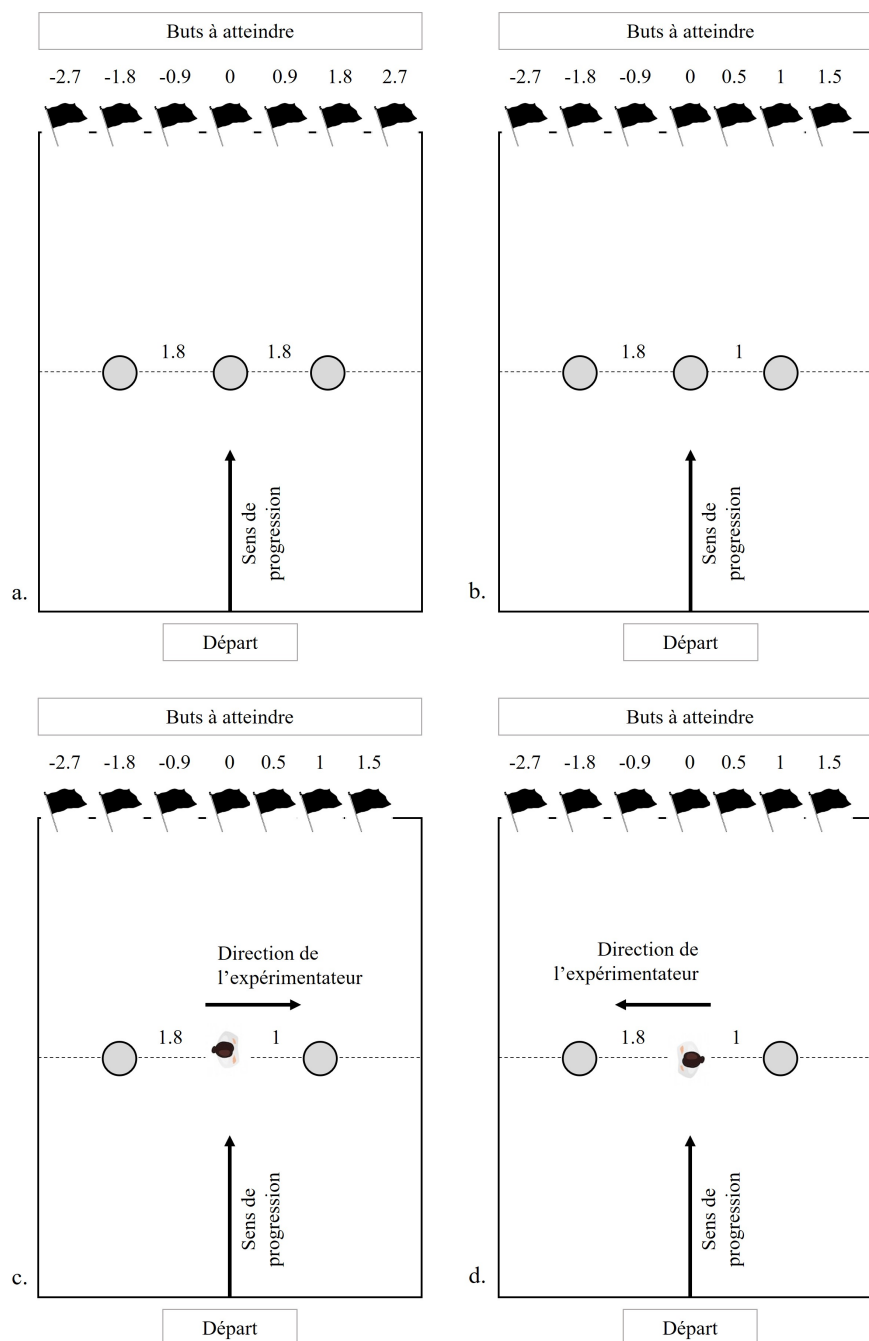 Buts à atteindre
-2.7 -1.8 -0.9 0 0.9 1.8 2.7
1.8 1.8
Sens de
progression
a.
Départ
Buts à atteindre
-2.7 -1.8 -0.9 0 0.5 1 1.5
1.8 1
Sens de
progression
b.
Départ
Buts à atteindre
-2.7 -1.8 -0.9 0 0.5 1 1.5
Direction de
l’expérimentateur
1.8 1
Sens de
progression
c.
Départ
Buts à atteindre
-2.7 -1.8 -0.9 0 0.5 1 1.5
Direction de
l’expérimentateur
1.8 1
Sens de
progression
d.
Départ